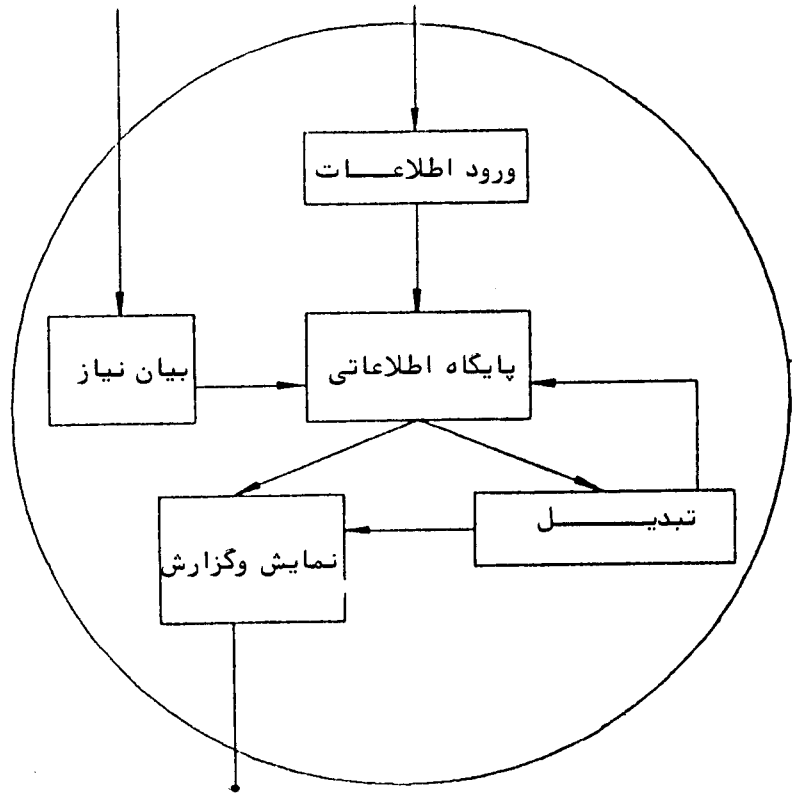 ورود اطلاعات
پایگاه اطلاعاتی
بیان نیاز
تبدیل
نمایش وگزارش